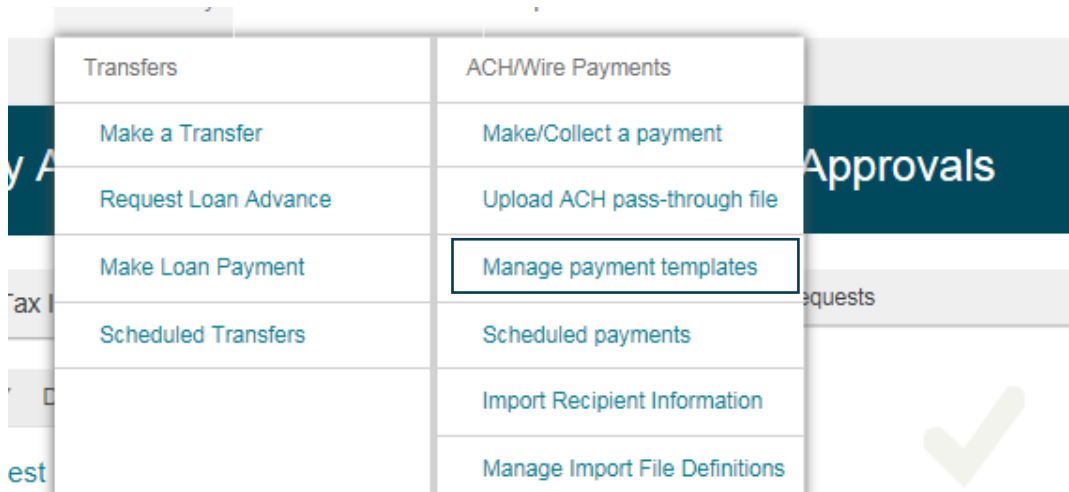 Transfers
Make a Transfer
Request Loan Advance
Make Loan Payment
Scheduled Transfers
ACH/Wire Payments
Make/Collect a payment
Upload ACH pass-through file
Manage payment templates
Scheduled payments
Import Recipient Information
Manage Import File Definitions
y A
Approvals
Tax I
equests
D
est